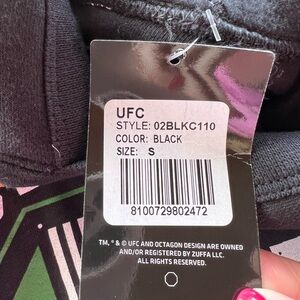 UFC
STYLE: 02BLKC110
COLOR: BLACK
SIZE: S
8100729802472
TM, ® & © UFC AND OCTAGON DESIGN ARE OWNED
AND/OR REGISTERED BY ZUFFA LLC.
ALL RIGHTS RESERVED.